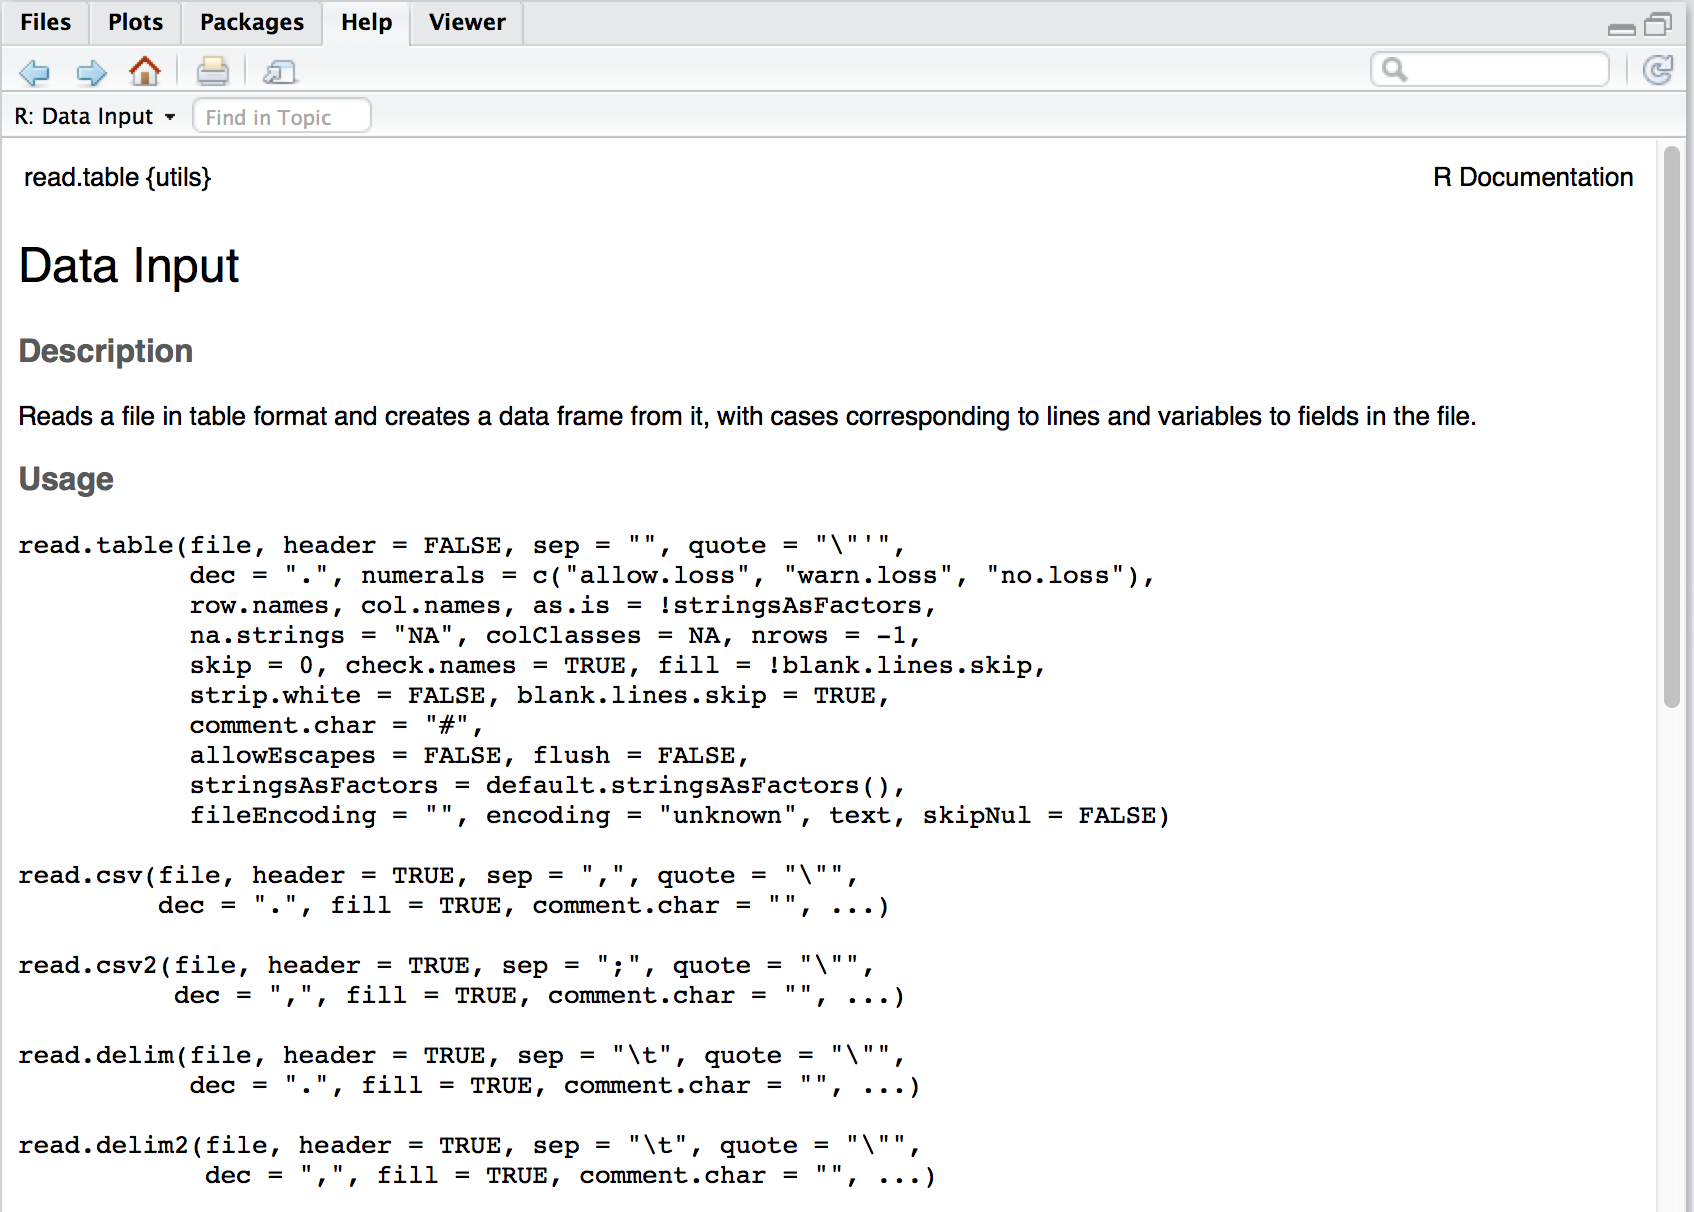 Files Plots Packages Help Viewer
R: Data Input Find in Topic
read.table {utils} R Documentation
Data Input
Description
Reads a file in table format and creates a data frame from it, with cases corresponding to lines and variables to fields in the file.
Usage
read.table(file, header = FALSE, sep = "", quote = "\"'",
           dec = ".", numerals = c("allow.loss", "warn.loss", "no.loss"),
           row.names, col.names, as.is = !stringsAsFactors,
           na.strings = "NA", colClasses = NA, nrows = -1,
           skip = 0, check.names = TRUE, fill = !blank.lines.skip,
           strip.white = FALSE, blank.lines.skip = TRUE,
           comment.char = "#",
           allowEscapes = FALSE, flush = FALSE,
           stringsAsFactors = default.stringsAsFactors(),
           fileEncoding = "", encoding = "unknown", text, skipNul = FALSE)
read.csv(file, header = TRUE, sep = ",", quote = "\"",
         dec = ".", fill = TRUE, comment.char = "", ...)
read.csv2(file, header = TRUE, sep = ";", quote = "\"",
          dec = ",", fill = TRUE, comment.char = "", ...)
read.delim(file, header = TRUE, sep = "\t", quote = "\"",
           dec = ".", fill = TRUE, comment.char = "", ...)
read.delim2(file, header = TRUE, sep = "\t", quote = "\"",
            dec = ",", fill = TRUE, comment.char = "", ...)